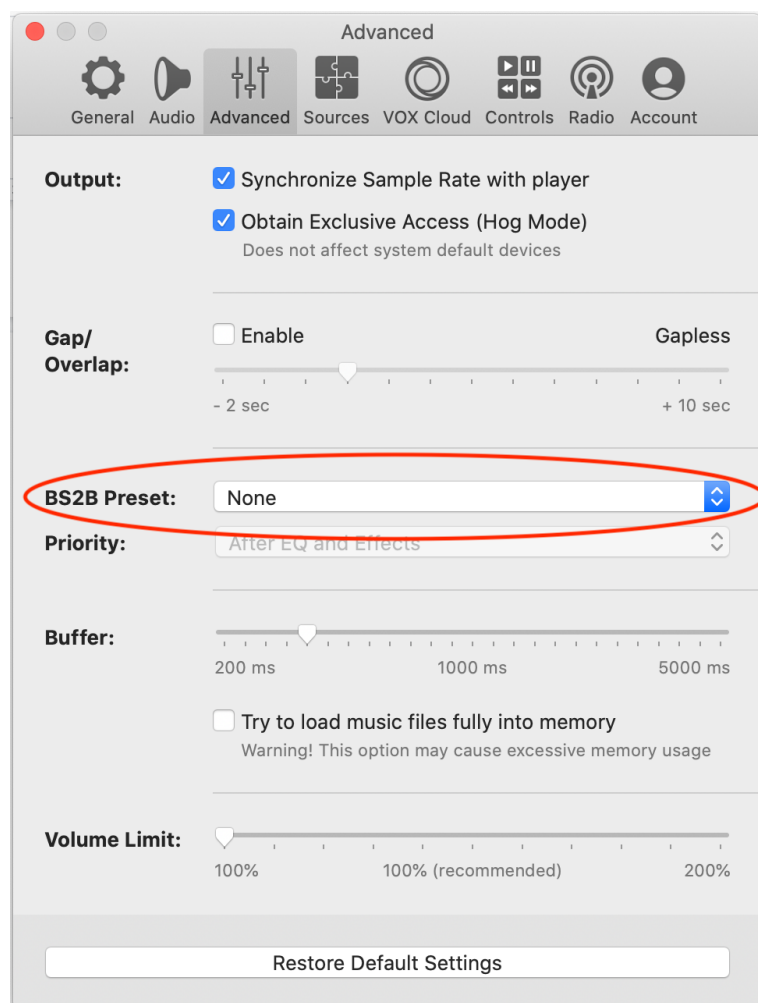 Advanced
General Audio Advanced Sources VOX Cloud Controls Radio Account
Output: Synchronize Sample Rate with player
Obtain Exclusive Access (Hog Mode)
Does not affect system default devices
Gap/ Enable Gapless
Overlap:
- 2 sec + 10 sec
BS2B Preset: None
Priority: After EQ and Effects
Buffer:
200 ms 1000 ms 5000 ms
Try to load music files fully into memory
Warning! This option may cause excessive memory usage
Volume Limit:
100% 100% (recommended) 200%
Restore Default Settings